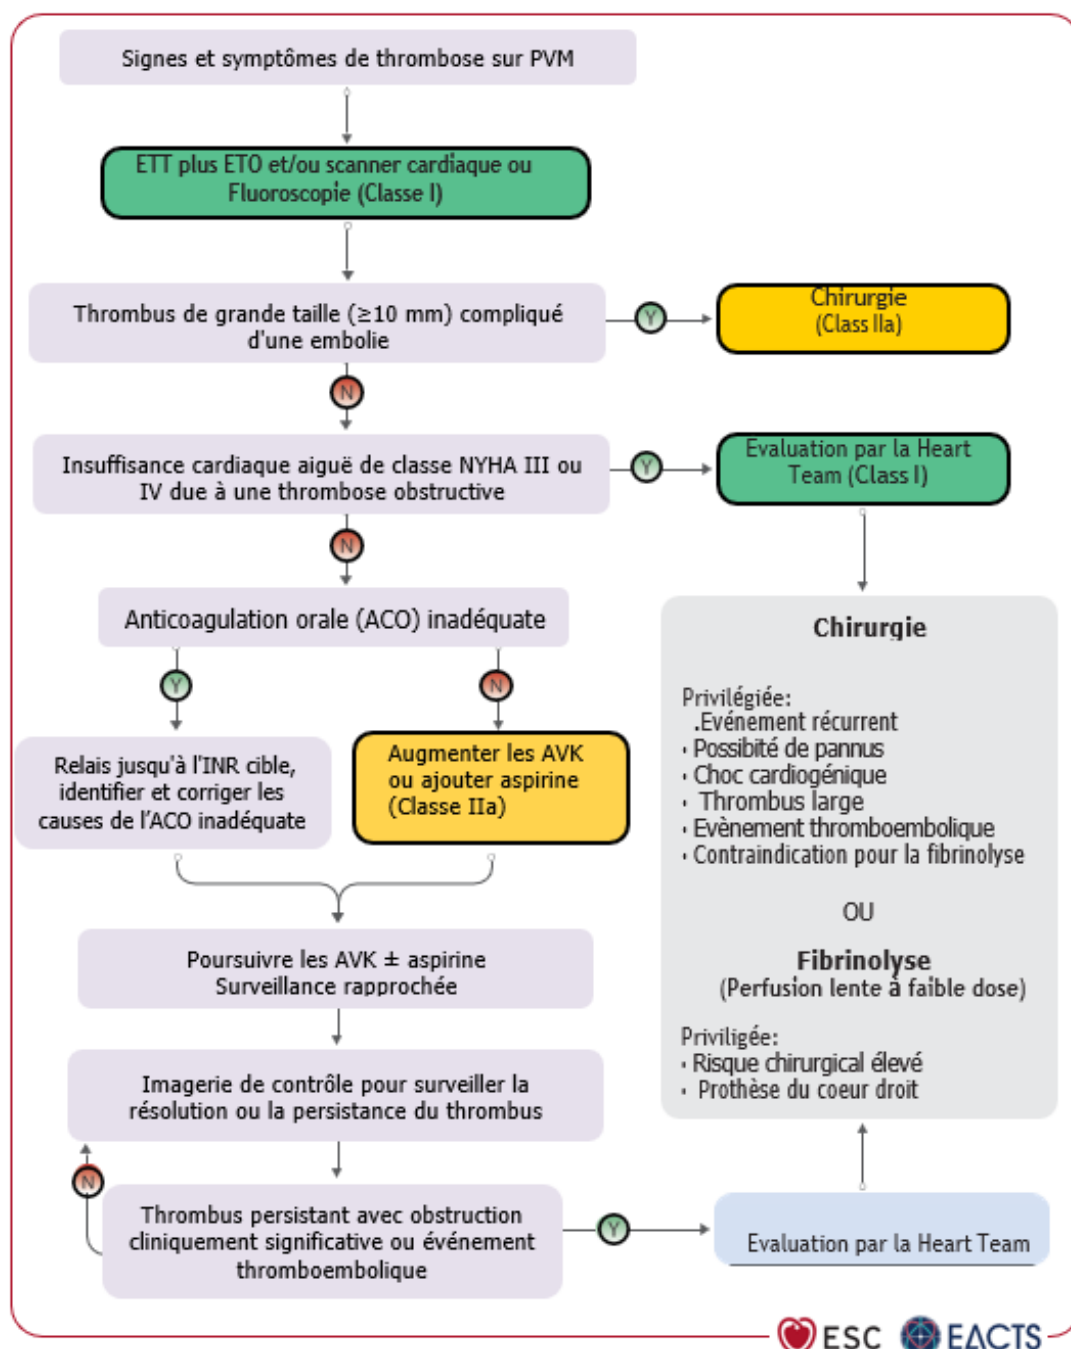 Signes et symptômes de thrombose sur PVM
ETT plus ETO et/ou scanner cardiaque ou
Fluoroscopie (Classe I)
Thrombus de grande taille (≥10 mm) compliqué
d'une embolie
Y
Chirurgie
(Class IIa)
N
Insuffisance cardiaque aiguë de classe NYHA III ou
IV due à une thrombose obstructive
Y
Evaluation par la Heart
Team (Class I)
N
Anticoagulation orale (ACO) inadéquate
Y
N
Relais jusqu'à l'INR cible,
identifier et corriger les
causes de l'ACO inadéquate
Augmenter les AVK
ou ajouter aspirine
(Classe IIa)
Poursuivre les AVK ± aspirine
Surveillance rapprochée
Imagerie de contrôle pour surveiller la
résolution ou la persistance du thrombus
N
Thrombus persistant avec obstruction
cliniquement significative ou événement
thromboembolique
Y
Evaluation par la Heart Team
Chirurgie
Privilégiée:
.Evénement récurrent
· Possibité de pannus
· Choc cardiogénique
· Thrombus large
· Evènement thromboembolique
· Contraindication pour la fibrinolyse
OU
Fibrinolyse
(Perfusion lente à faible dose)
Priviligée:
· Risque chirurgical élevé
· Prothèse du coeur droit
ESC EACTS